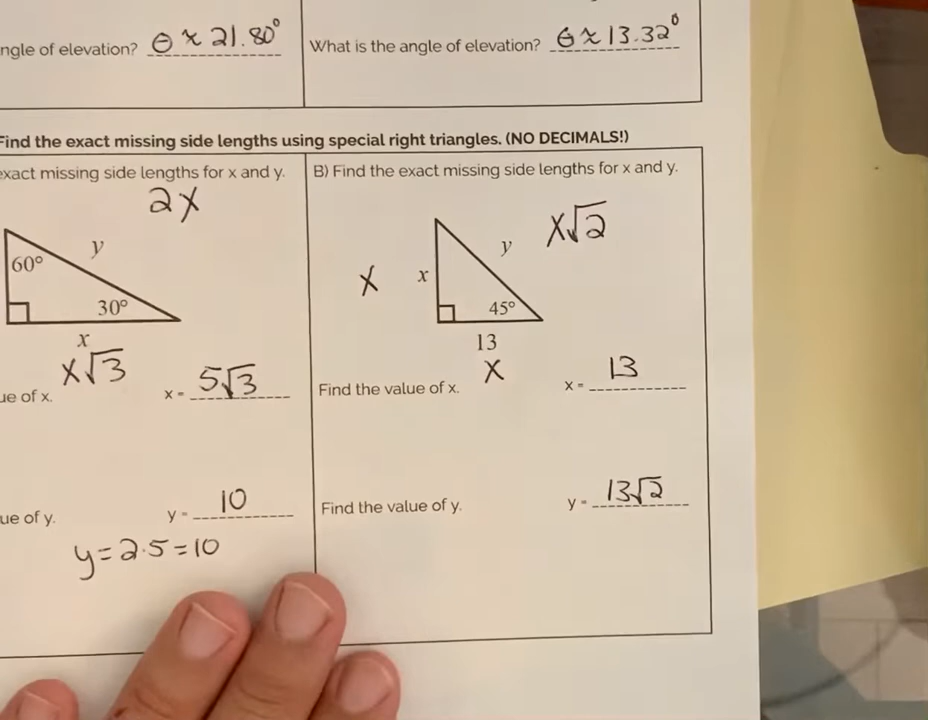 ngle of elevation? θ ≈ 21.80°
What is the angle of elevation? θ ≈ 13.32°
Find the exact missing side lengths using special right triangles. (NO DECIMALS!)
exact missing side lengths for x and y.
2x
60°
y
30°
x
x√3
ue of x.
x = 5√3
ue of y.
y = 10
y = 2·5 = 10
B) Find the exact missing side lengths for x and y.
x√2
x
x
y
45°
13
x
Find the value of x.
x = 13
Find the value of y.
y = 13√2